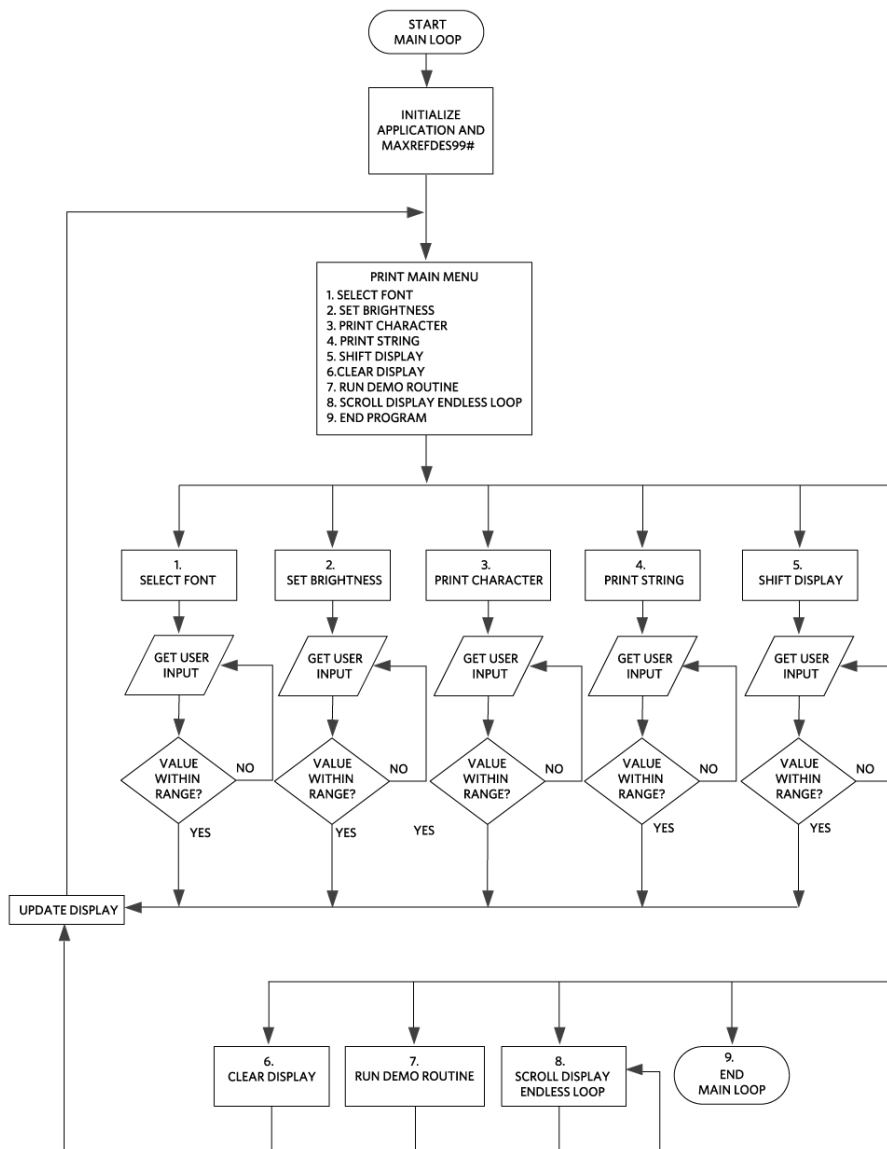 START
MAIN LOOP
INITIALIZE
APPLICATION AND
MAXREFDES99#
PRINT MAIN MENU
1. SELECT FONT
2. SET BRIGHTNESS
3. PRINT CHARACTER
4. PRINT STRING
5. SHIFT DISPLAY
6.CLEAR DISPLAY
7. RUN DEMO ROUTINE
8. SCROLL DISPLAY ENDLESS LOOP
9. END PROGRAM
1.
SELECT FONT
2.
SET BRIGHTNESS
3.
PRINT CHARACTER
4.
PRINT STRING
5.
SHIFT DISPLAY
GET USER
INPUT
GET USER
INPUT
GET USER
INPUT
GET USER
INPUT
GET USER
INPUT
VALUE
WITHIN
RANGE?
NO
VALUE
WITHIN
RANGE?
NO
VALUE
WITHIN
RANGE?
NO
VALUE
WITHIN
RANGE?
NO
VALUE
WITHIN
RANGE?
NO
YES
YES
YES
YES
YES
UPDATE DISPLAY
6.
CLEAR DISPLAY
7.
RUN DEMO ROUTINE
8.
SCROLL DISPLAY
ENDLESS LOOP
9.
END
MAIN LOOP